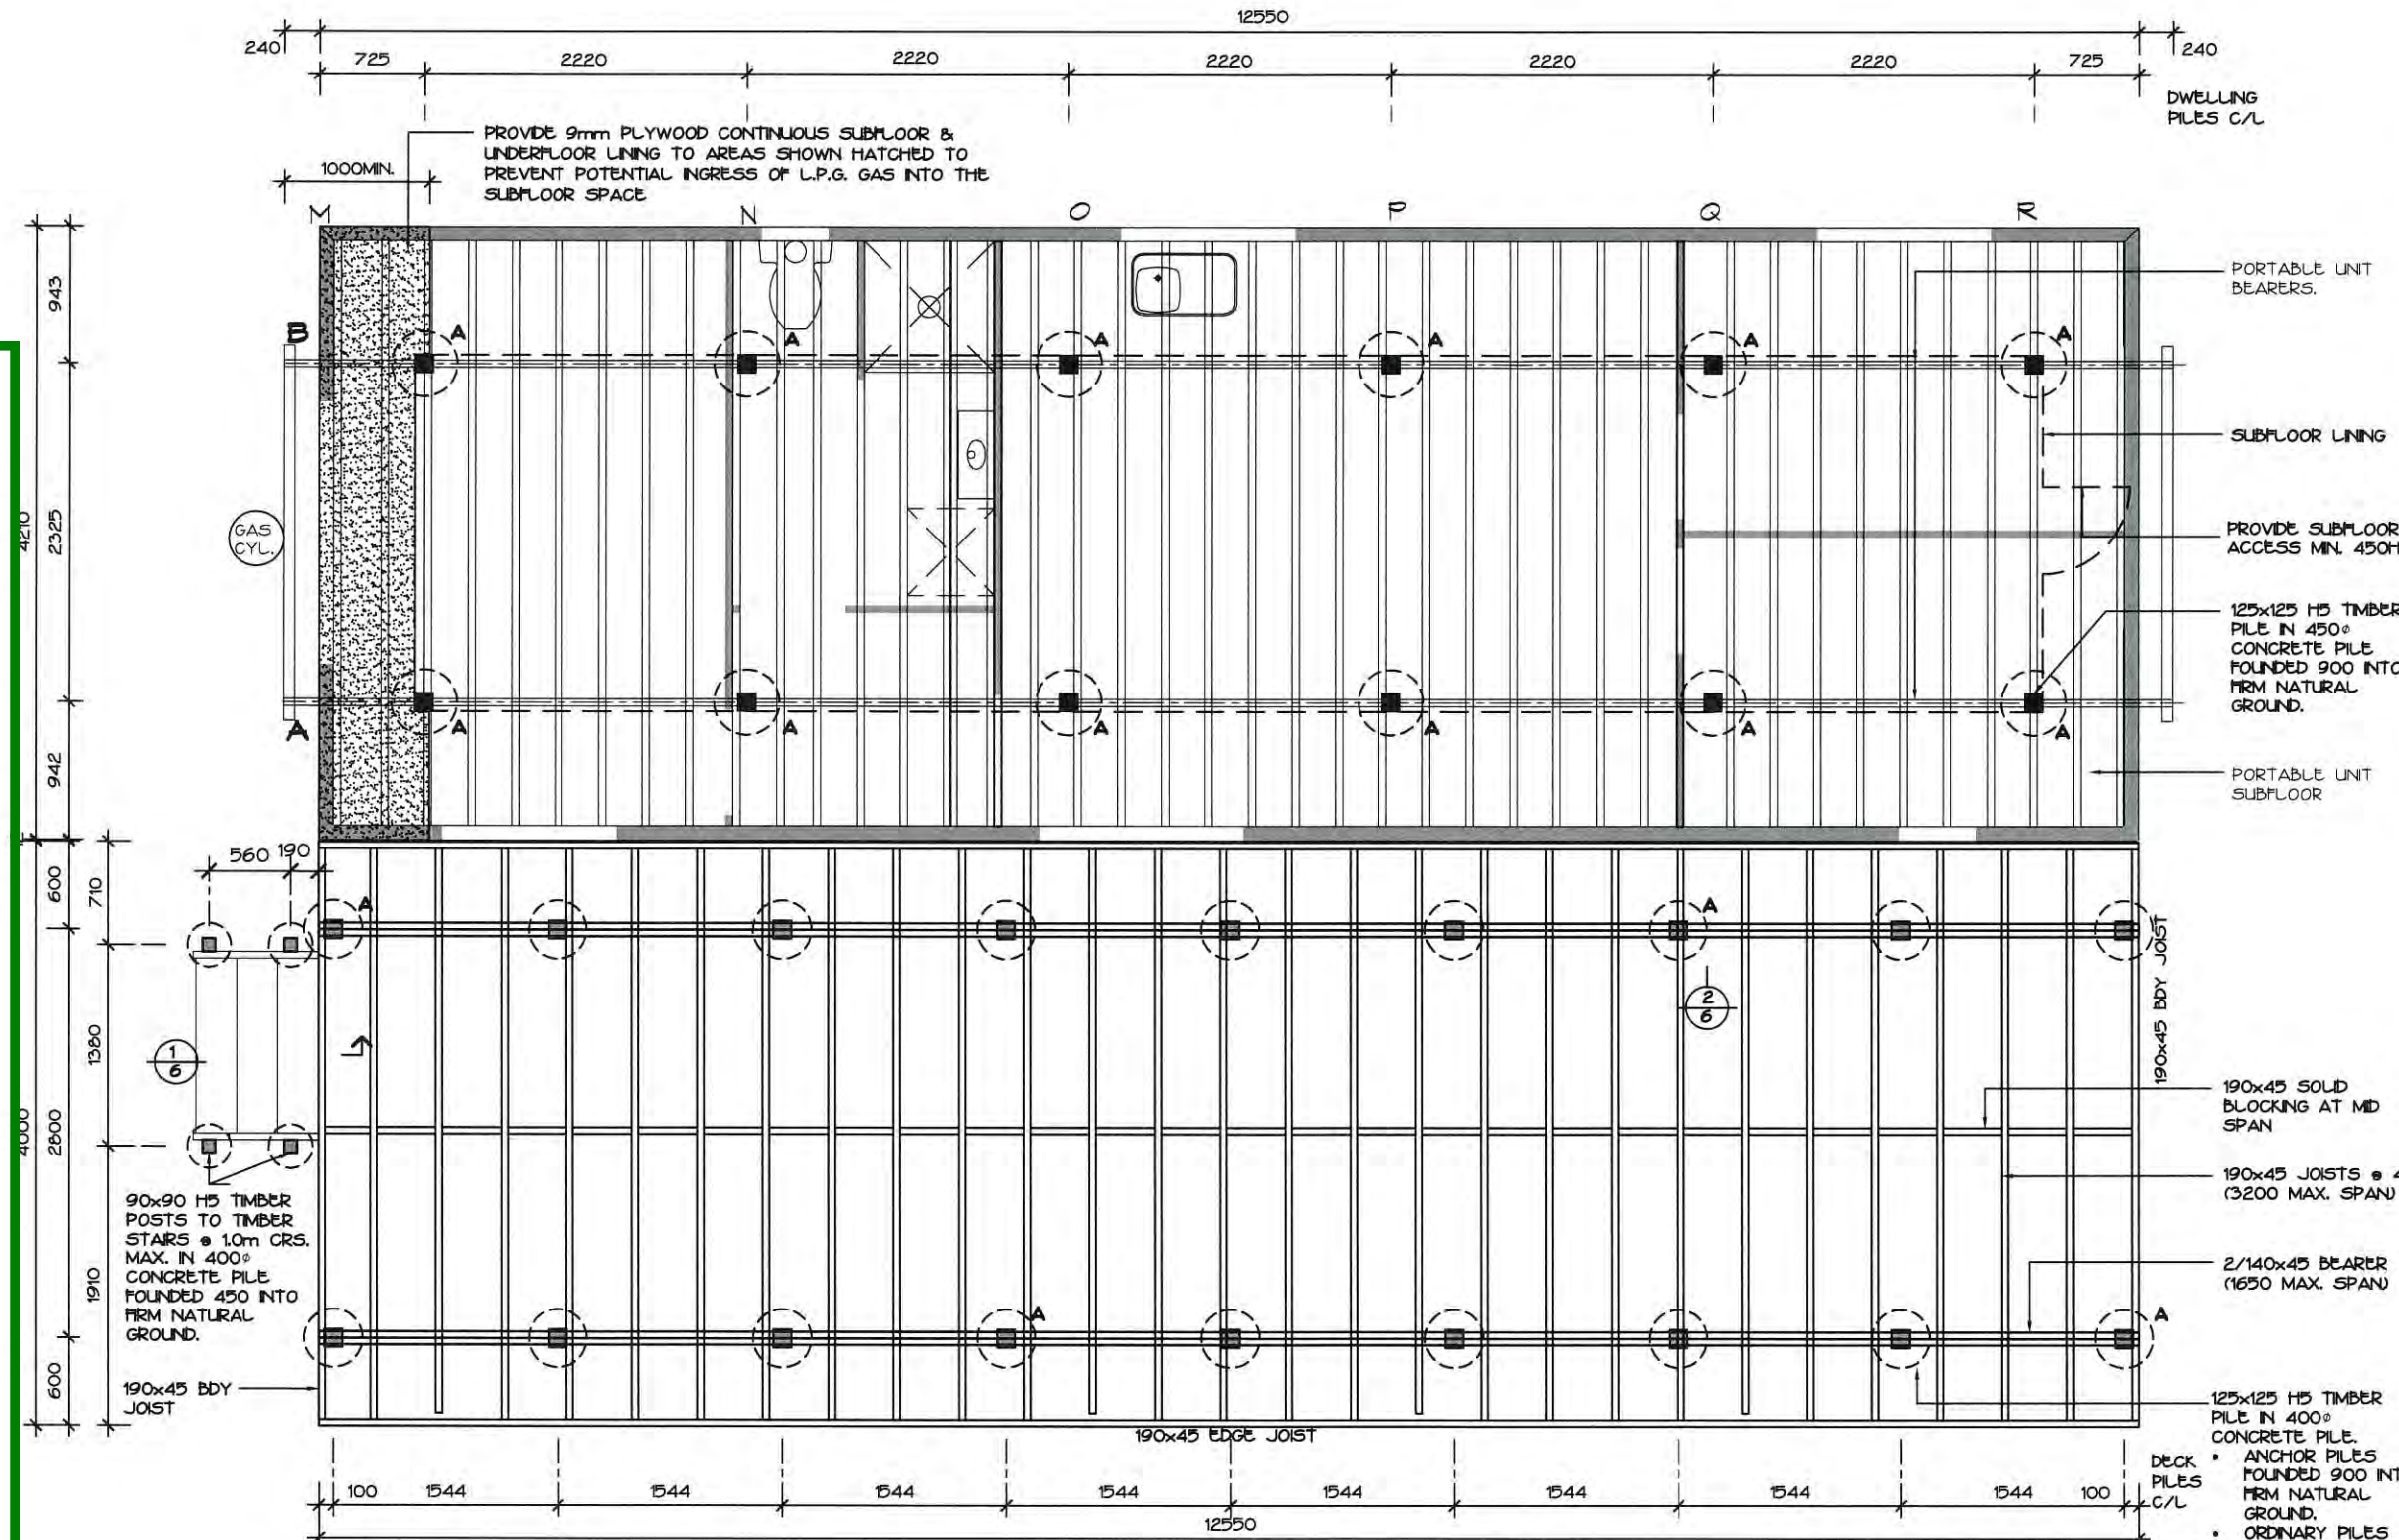 12550
240
725
2220
2220
2220
2220
2220
725
240
DWELLING
PILES C/L
PROVIDE 9mm PLYWOOD CONTINUOUS SUBFLOOR &
UNDERFLOOR LINING TO AREAS SHOWN HATCHED TO
PREVENT POTENTIAL INGRESS OF L.P.G. GAS INTO THE
SUBFLOOR SPACE
1000MIN.
M
N
O
P
Q
R
943
4210
2325
942
B
A
A
A
A
A
A
PORTABLE UNIT
BEARERS.
SUBFLOOR LINING
GAS
CYL.
PROVIDE SUBFLOOR
ACCESS MIN. 450H
125x125 H5 TIMBER
PILE IN 450ø
CONCRETE PILE
FOUNDED 900 INTO
FIRM NATURAL
GROUND.
A
A
A
A
A
A
A
PORTABLE UNIT
SUBFLOOR
560 190
600
710
A
A
1380
2800
4000
1910
600
1
6
2
6
190x45 BDY JOIST
190x45 SOLID
BLOCKING AT MID
SPAN
190x45 JOISTS @ 4
(3200 MAX. SPAN)
2/140x45 BEARER
(1650 MAX. SPAN)
90x90 H5 TIMBER
POSTS TO TIMBER
STAIRS @ 1.0m CRS.
MAX. IN 400ø
CONCRETE PILE
FOUNDED 450 INTO
FIRM NATURAL
GROUND.
A
A
190x45 BDY
JOIST
190x45 EDGE JOIST
125x125 H5 TIMBER
PILE IN 400ø
CONCRETE PILE.
• ANCHOR PILES
FOUNDED 900 INT
FIRM NATURAL
GROUND.
• ORDINARY PILES
DECK
PILES
C/L
100
1544
1544
1544
1544
1544
1544
1544
1544
100
12550